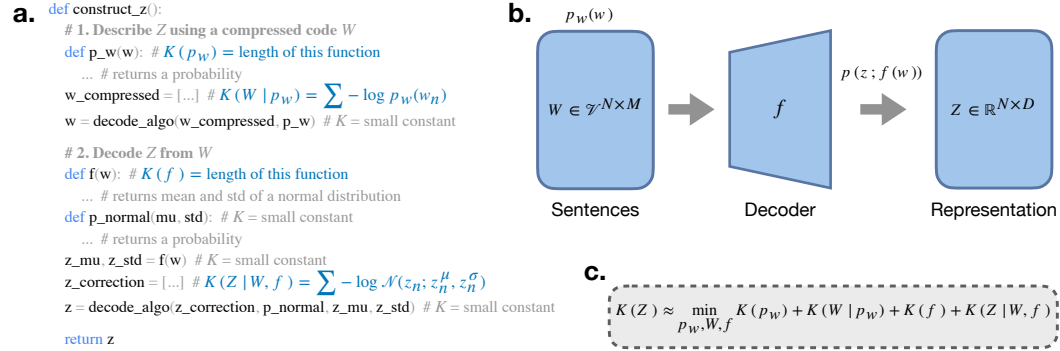 a.
def construct_z():
# 1. Describe Z using a compressed code W
def p_w(w): # K(p_w) = length of this function
... # returns a probability
w_compressed = [...] # K(W | p_w) = ∑ − log p_w(w_n)
w = decode_algo(w_compressed, p_w) # K = small constant
# 2. Decode Z from W
def f(w): # K(f) = length of this function
... # returns mean and std of a normal distribution
def p_normal(mu, std): # K = small constant
... # returns a probability
z_mu, z_std = f(w) # K = small constant
z_correction = [...] # K(Z | W, f) = ∑ − log 𝒩(z_n; z_n^μ, z_n^σ)
z = decode_algo(z_correction, p_normal, z_mu, z_std) # K = small constant
return z
b.
p_w(w)
W ∈ 𝒱^{N×M}
f
p(z; f(w))
Z ∈ ℝ^{N×D}
Sentences
Decoder
Representation
c.
K(Z) ≈ min_{p_W, W, f} K(p_W) + K(W | p_W) + K(f) + K(Z | W, f)